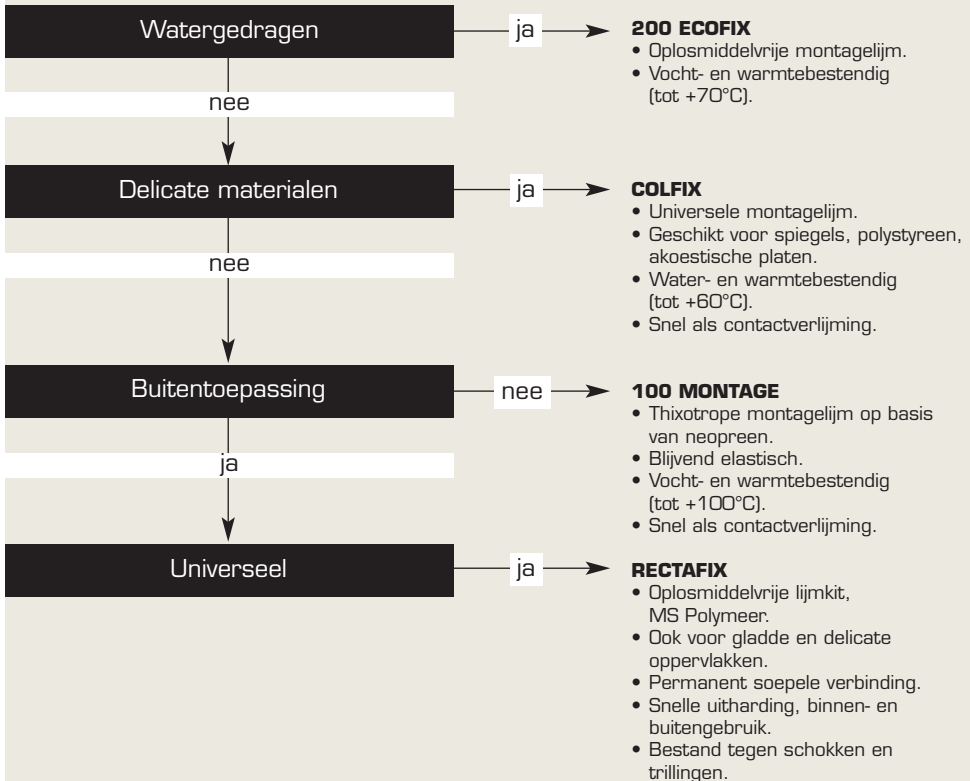 Watergedragen
ja
200 ECOFIX
• Oplosmiddelvrije montagelijm.
• Vocht- en warmtebestendig
(tot +70°C).
nee
Delicate materialen
ja
COLFIX
• Universele montagelijm.
• Geschikt voor spiegels, polystyreen,
akoestische platen.
• Water- en warmtebestendig
(tot +60°C).
• Snel als contactverlijming.
nee
Buitentoepassing
nee
100 MONTAGE
• Thixotrope montagelijm op basis
van neopreen.
• Blijvend elastisch.
• Vocht- en warmtebestendig
(tot +100°C).
• Snel als contactverlijming.
ja
Universeel
ja
RECTAFIX
• Oplosmiddelvrije lijmkit,
MS Polymeer.
• Ook voor gladde en delicate
oppervlakken.
• Permanent soepele verbinding.
• Snelle uitharding, binnen- en
buitengebruik.
• Bestand tegen schokken en
trillingen.